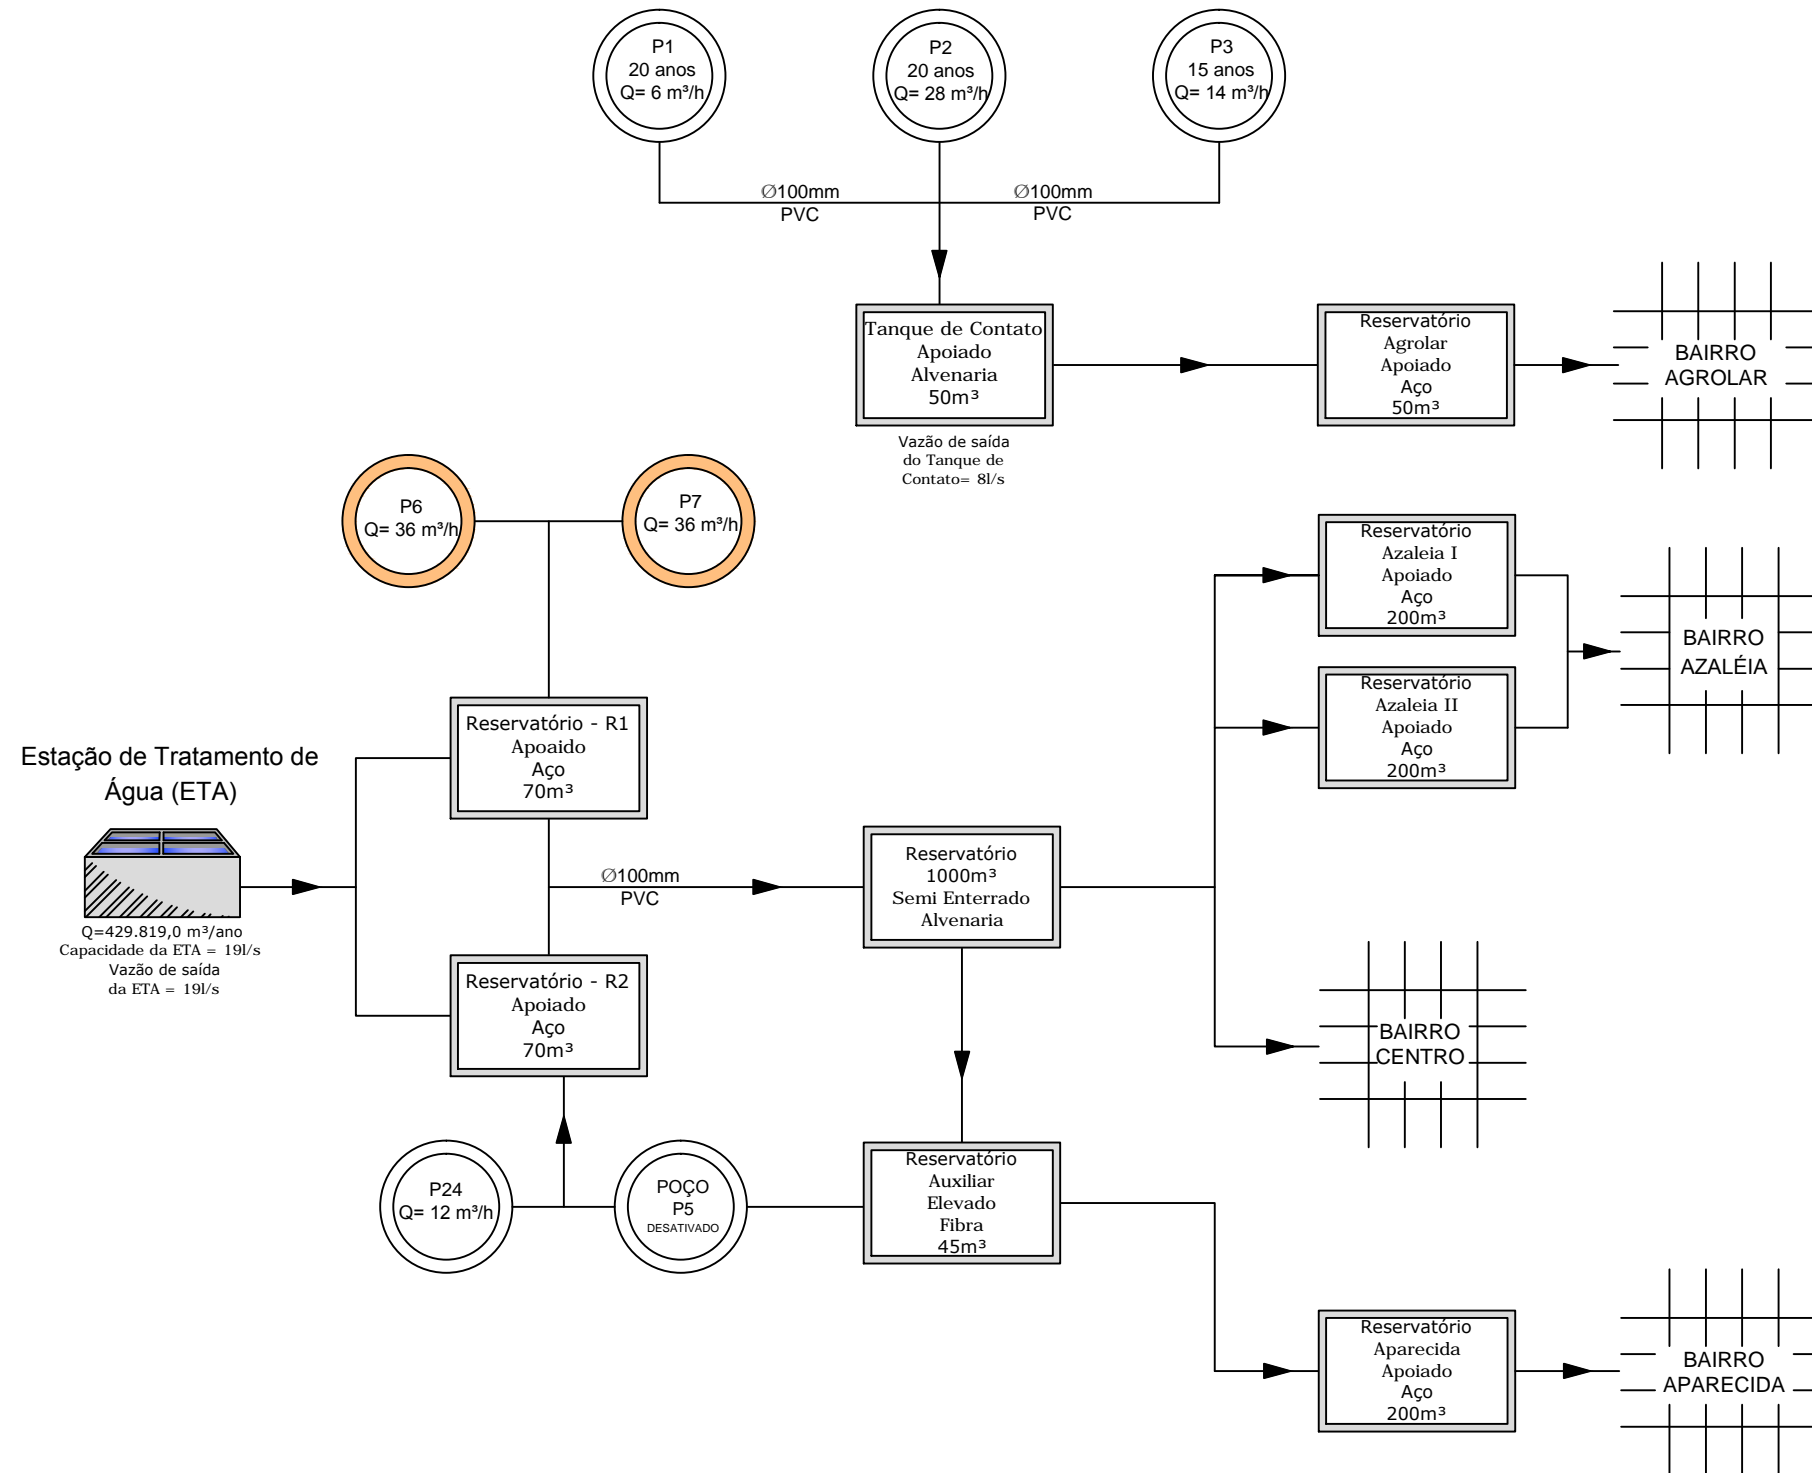 P1
20 anos
Q= 6 m³/h
P2
20 anos
Q= 28 m³/h
P3
15 anos
Q= 14 m³/h
Ø100mm
PVC
Ø100mm
PVC
Tanque de Contato
Apoiado
Alvenaria
50m³
Vazão de saída
do Tanque de
Contato= 8l/s
Reservatório
Agrolar
Apoiado
Aço
50m³
BAIRRO
AGROLAR
P6
Q= 36 m³/h
P7
Q= 36 m³/h
Reservatório
Azaleia I
Apoiado
Aço
200m³
Reservatório
Azaleia II
Apoiado
Aço
200m³
BAIRRO
AZALÉIA
Estação de Tratamento de
Água (ETA)
Q=429.819,0 m³/ano
Capacidade da ETA = 19l/s
Vazão de saída
da ETA = 19l/s
Reservatório - R1
Apoaido
Aço
70m³
Ø100mm
PVC
Reservatório - R2
Apoiado
Aço
70m³
Reservatório
1000m³
Semi Enterrado
Alvenaria
BAIRRO
CENTRO
P24
Q= 12 m³/h
POÇO
P5
DESATIVADO
Reservatório
Auxiliar
Elevado
Fibra
45m³
Reservatório
Aparecida
Apoiado
Aço
200m³
BAIRRO
APARECIDA